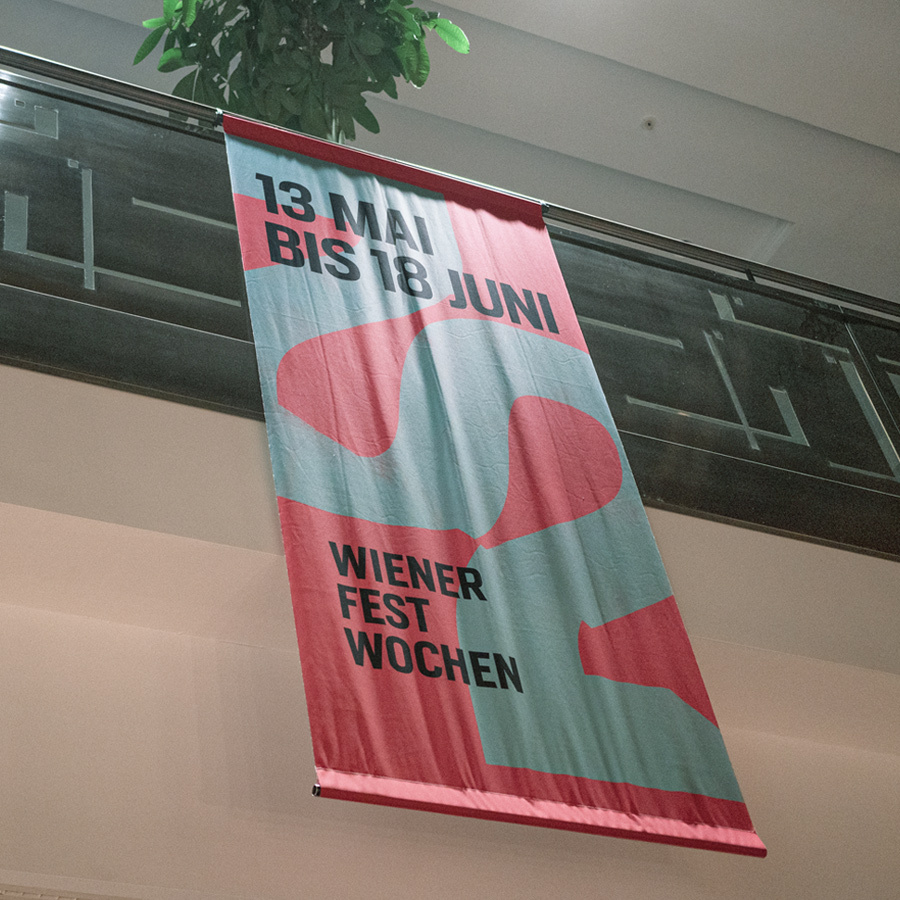 13 MAI
BIS 18 JUNI
WIENER
FEST
WOCHEN